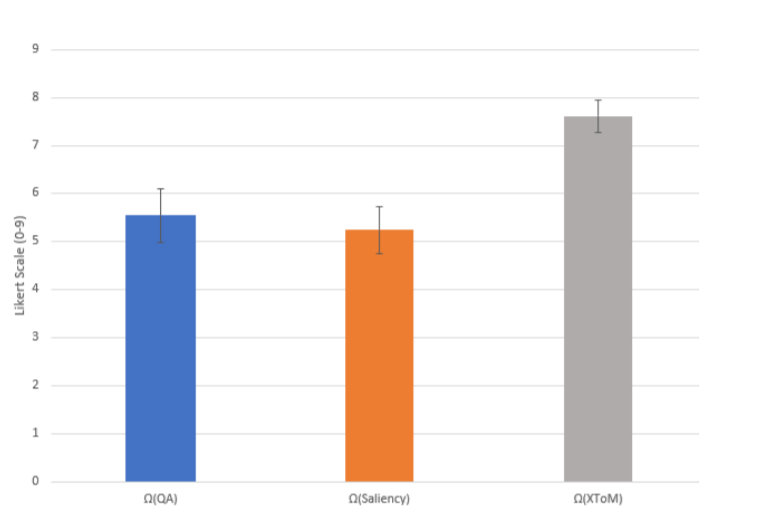 9
8
7
6
5
4
3
2
1
0
Likert Scale (0-9)
Ω(QA)
Ω(Saliency)
Ω(XToM)